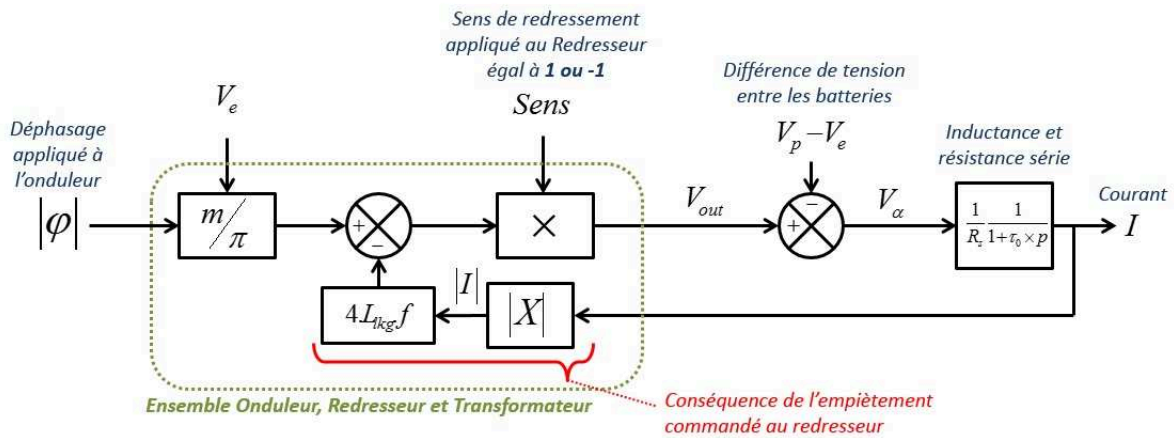 Sens de redressement
appliqué au Redresseur
égal à 1 ou -1
Différence de tension
entre les batteries
V_e
Sens
V_p − V_e
Déphasage
appliqué à
l'onduleur
Inductance et
résistance série
Courant
|φ|
m/π
+
−
×
V_out
−
+
V_α
1/R_s 1/(1+τ_0×p)
I
4.L_lkg.f
|I|
|X|
Ensemble Onduleur, Redresseur et Transformateur
Conséquence de l'empiètement
commandé au redresseur